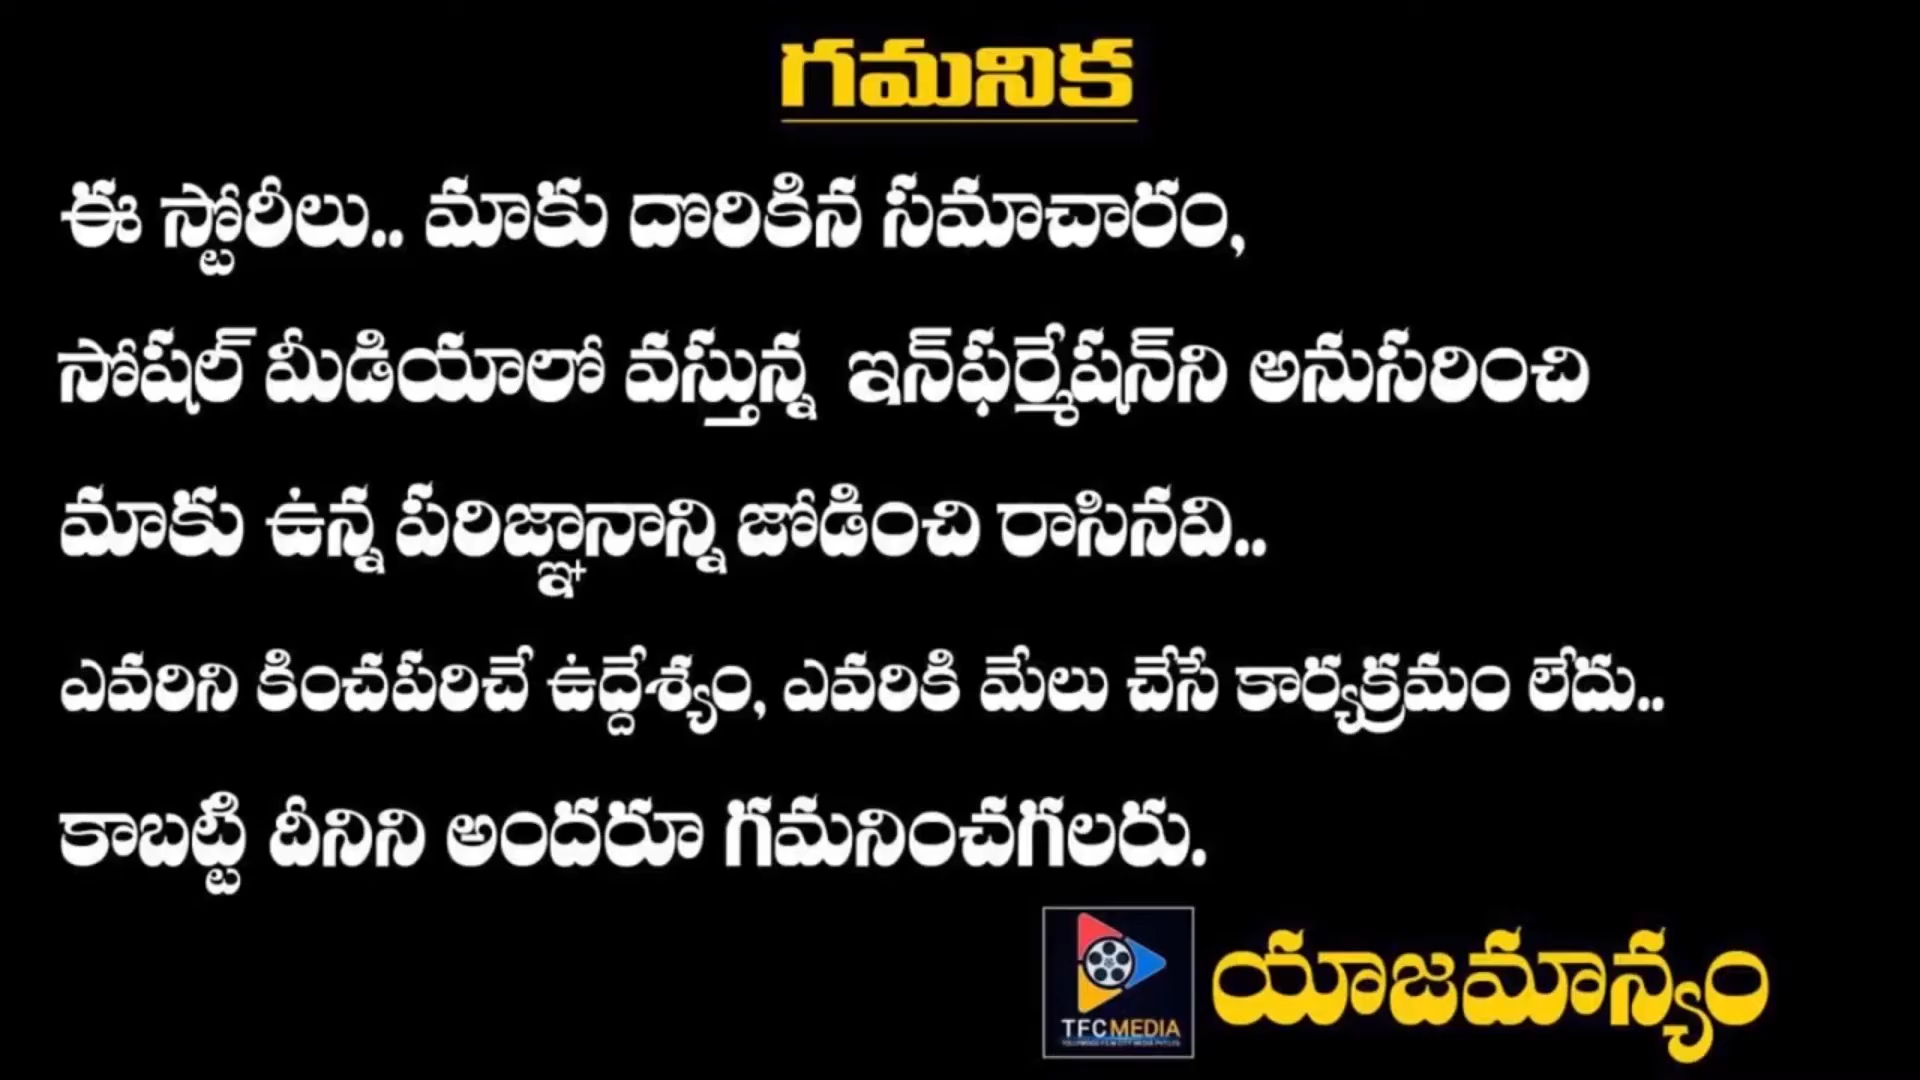 గమనిక
ఈ స్టోరీలు.. మాకు దొరికిన సమాచారం,
సోషల్ మీడియాలో వస్తున్న ఇన్‌ఫర్మేషన్‌ని అనుసరించి
మాకు ఉన్న పరిజ్ఞానాన్ని జోడించి రాసినవి..
ఎవరిని కించపరిచే ఉద్దేశ్యం, ఎవరికి మేలు చేసే కార్యక్రమం లేదు..
కాబట్టి దీనిని అందరూ గమనించగలరు.
యాజమాన్యం
TFC MEDIA